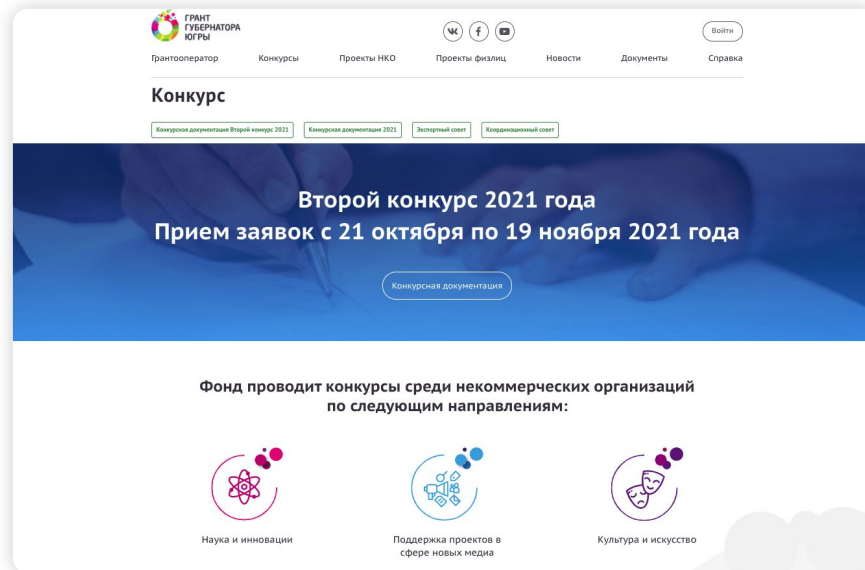 ГРАНТ
ГУБЕРНАТОРА
ЮГРЫ
Войти
Грантооператор Конкурсы Проекты НКО Проекты физлиц Новости Документы Справка
Конкурс
Конкурсная документация Второй конкурс 2021 Конкурсная документация 2021 Экспертный совет Координационный совет
Второй конкурс 2021 года
Прием заявок с 21 октября по 19 ноября 2021 года
Конкурсная документация
Фонд проводит конкурсы среди некоммерческих организаций
по следующим направлениям:
Наука и инновации
Поддержка проектов в
сфере новых медиа
Культура и искусство